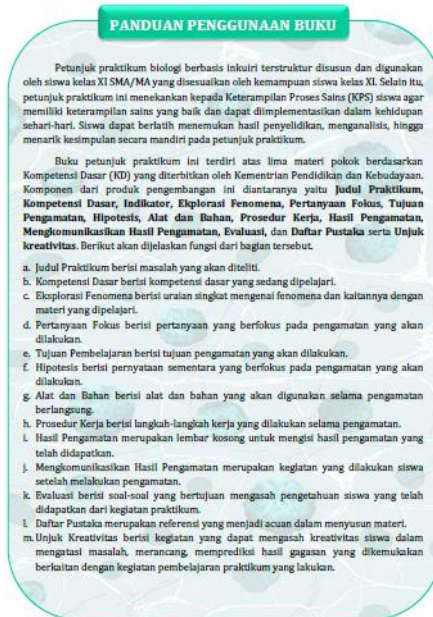 PANDUAN PENGGUNAAN BUKU
Petunjuk praktikum biologi berbasis inkuiri terstruktur disusun dan digunakan
oleh siswa kelas XI SMA/MA yang disesuaikan oleh kemampuan siswa kelas XI. Selain itu,
petunjuk praktikum ini menekankan kepada Keterampilan Proses Sains (KPS) siswa agar
memiliki keterampilan sains yang baik dan dapat diimplementasikan dalam kehidupan
sehari-hari. Siswa dapat berlatih menemukan hasil penyelidikan, menganalisis, hingga
menarik kesimpulan secara mandiri pada petunjuk praktikum.
Buku petunjuk praktikum ini terdiri atas lima materi pokok berdasarkan
Kompetensi Dasar (KD) yang diterbitkan oleh Kementrian Pendidikan dan Kebudayaan.
Komponen dari produk pengembangan ini diantaranya yaitu Judul Praktikum,
Kompetensi Dasar, Indikator, Ekplorasi Fenomena, Pertanyaan Fokus, Tujuan
Pengamatan, Hipotesis, Alat dan Bahan, Prosedur Kerja, Hasil Pengamatan,
Mengkomunikasikan Hasil Pengamatan, Evaluasi, dan Daftar Pustaka serta Unjuk
kreativitas. Berikut akan dijelaskan fungsi dari bagian tersebut.
a. Judul Praktikum berisi masalah yang akan diteliti.
b. Kompetensi Dasar berisi kompetensi dasar yang sedang dipelajari.
c. Eksplorasi Fenomena berisi uraian singkat mengenai fenomena dan kaitannya dengan
materi yang dipelajari.
d. Pertanyaan Fokus berisi pertanyaan yang berfokus pada pengamatan yang akan
dilakukan.
e. Tujuan Pembelajaran berisi tujuan pengamatan yang akan dilakukan.
f. Hipotesis berisi pernyataan sementara yang berfokus pada pengamatan yang akan
dilakukan.
g. Alat dan Bahan berisi alat dan bahan yang akan digunakan selama pengamatan
berlangsung.
h. Prosedur Kerja berisi langkah-langkah kerja yang dilakukan selama pengamatan.
i. Hasil Pengamatan merupakan lembar kosong untuk mengisi hasil pengamatan yang
telah didapatkan.
j. Mengkomunikasikan Hasil Pengamatan merupakan kegiatan yang dilakukan siswa
setelah melakukan pengamatan.
k. Evaluasi berisi soal-soal yang bertujuan mengasah pengetahuan siswa yang telah
didapatkan dari kegiatan praktikum.
l. Daftar Pustaka merupakan referensi yang menjadi acuan dalam menyusun materi.
m. Unjuk Kreativitas berisi kegiatan yang dapat mengasah kreativitas siswa dalam
mengatasi masalah, merancang, memprediksi hasil gagasan yang dikemukakan
berkaitan dengan kegiatan pembelajaran praktikum yang lakukan.